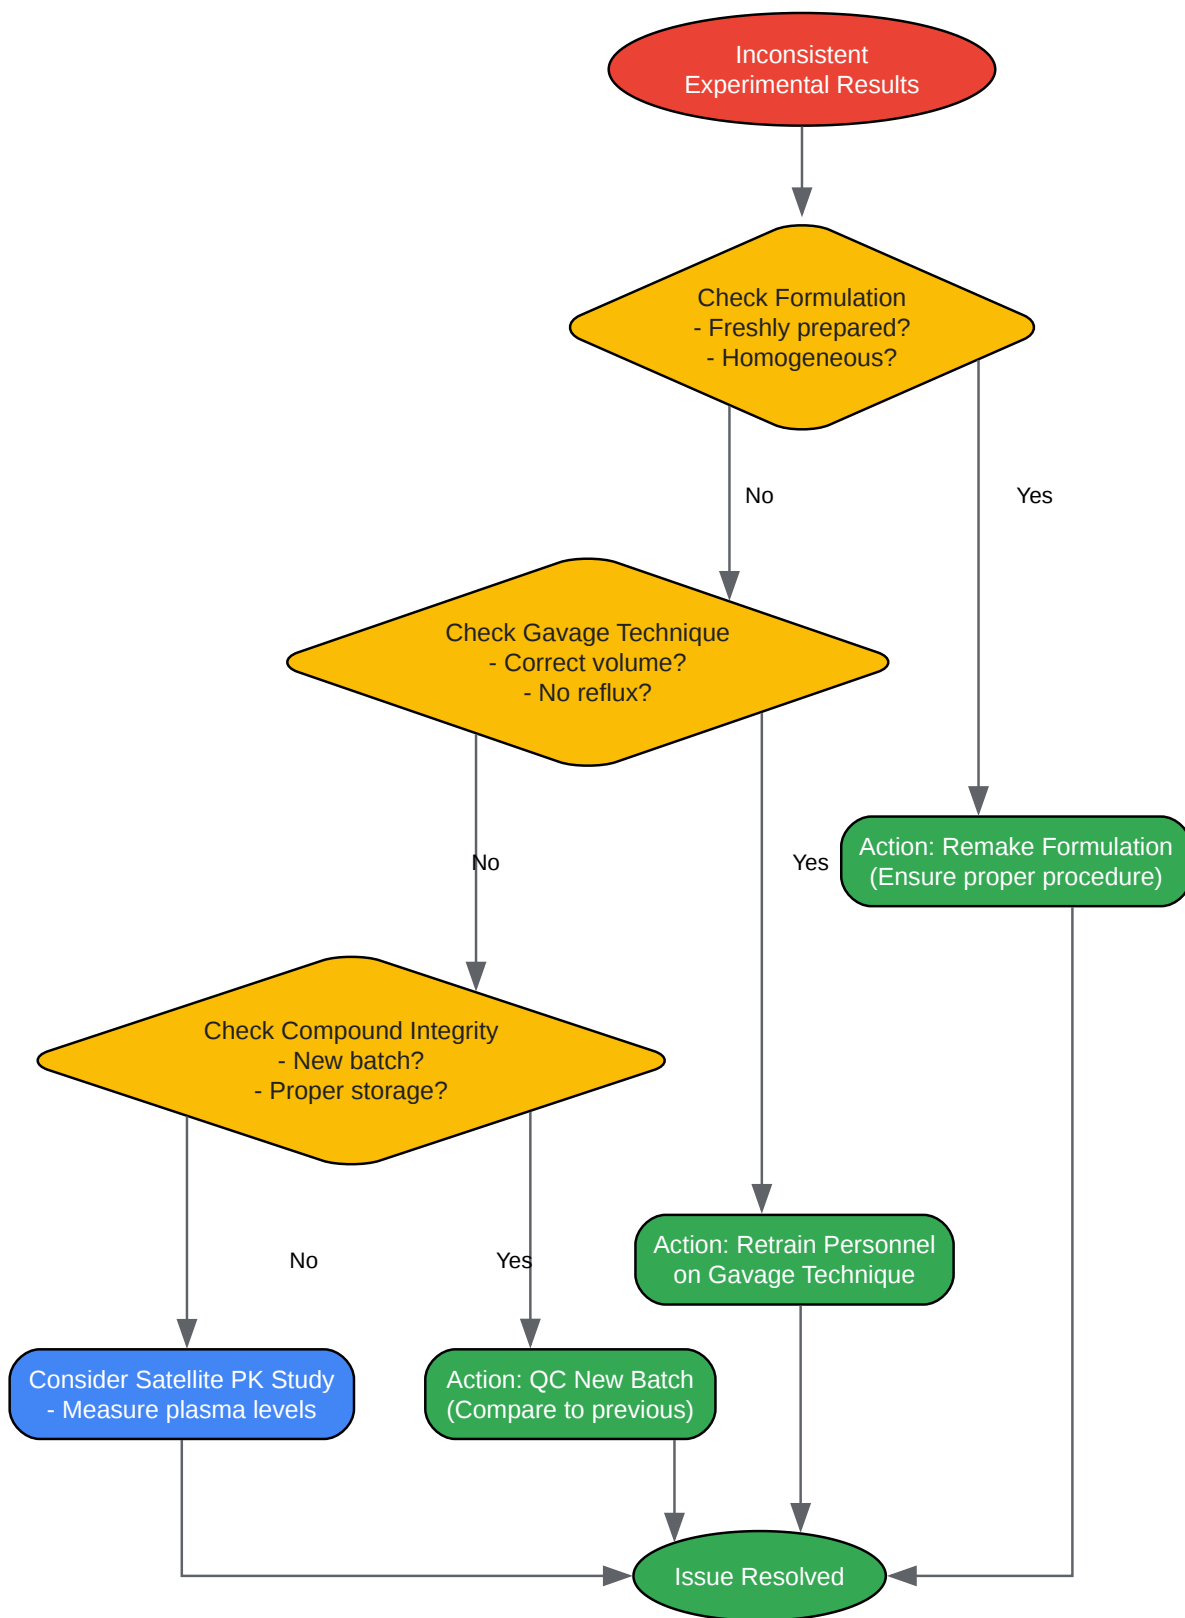 Inconsistent
Experimental Results
Check Formulation
- Freshly prepared?
- Homogeneous?
No
Yes
Check Gavage Technique
- Correct volume?
- No reflux?
No
Yes
Action: Remake Formulation
(Ensure proper procedure)
Check Compound Integrity
- New batch?
- Proper storage?
No
Yes
Action: Retrain Personnel
on Gavage Technique
Consider Satellite PK Study
- Measure plasma levels
Action: QC New Batch
(Compare to previous)
Issue Resolved